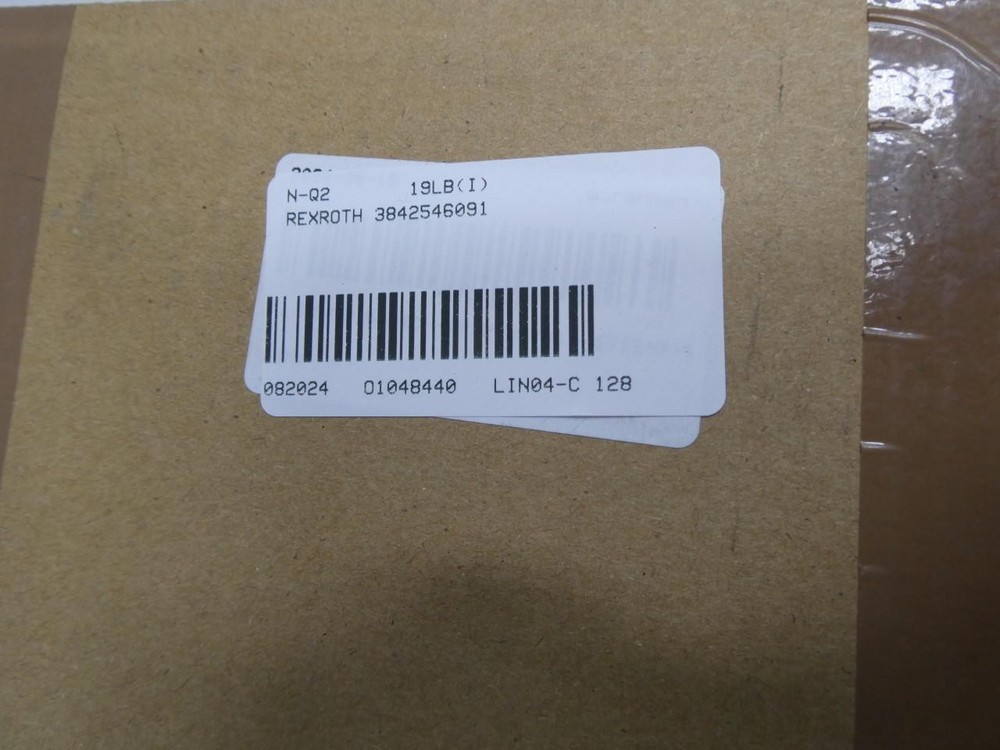 N-Q2 19LB(I)
REXROTH 3842546091
082024 01048440 LIN04-C 128